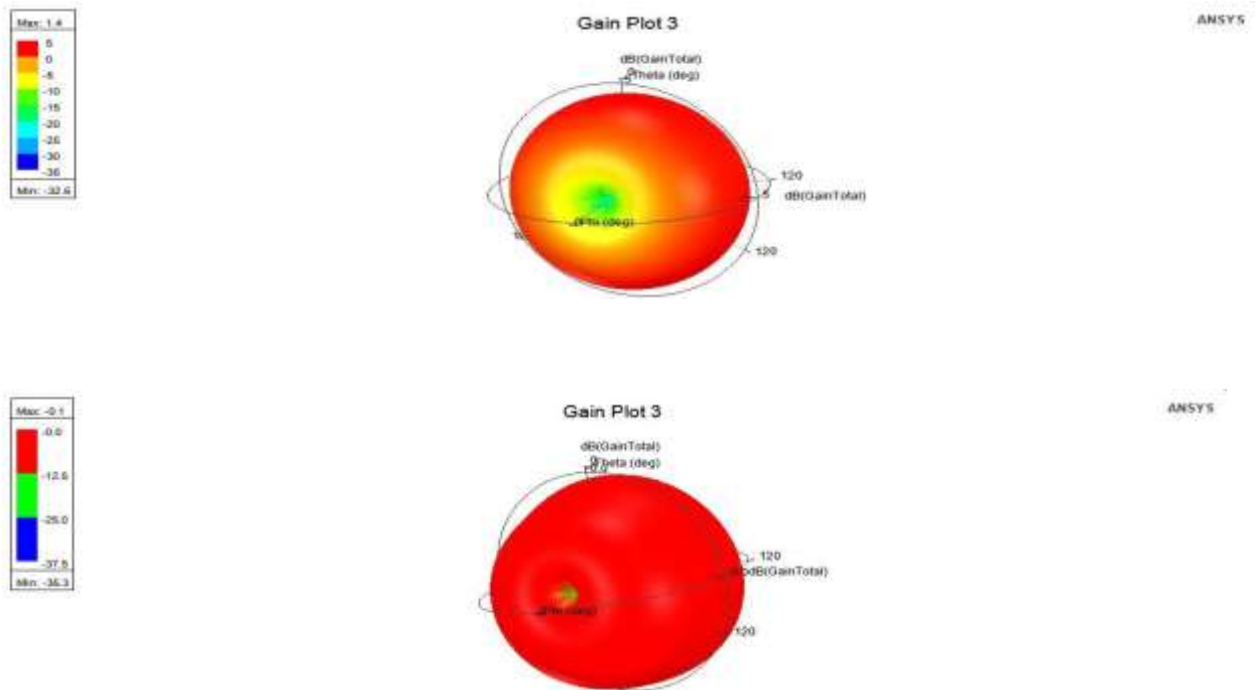 Max: 1.4
5
0
-5
-10
-15
-20
-25
-30
-35
Min: -32.6
Gain Plot 3
ANSYS
dB(GainTotal)
Theta (deg)
120
5 dB(GainTotal)
Phi (deg)
120
Max: -0.1
-0.0
-12.5
-25.0
-37.5
Min: -35.3
Gain Plot 3
ANSYS
dB(GainTotal)
Theta (deg)
120
dB(GainTotal)
120